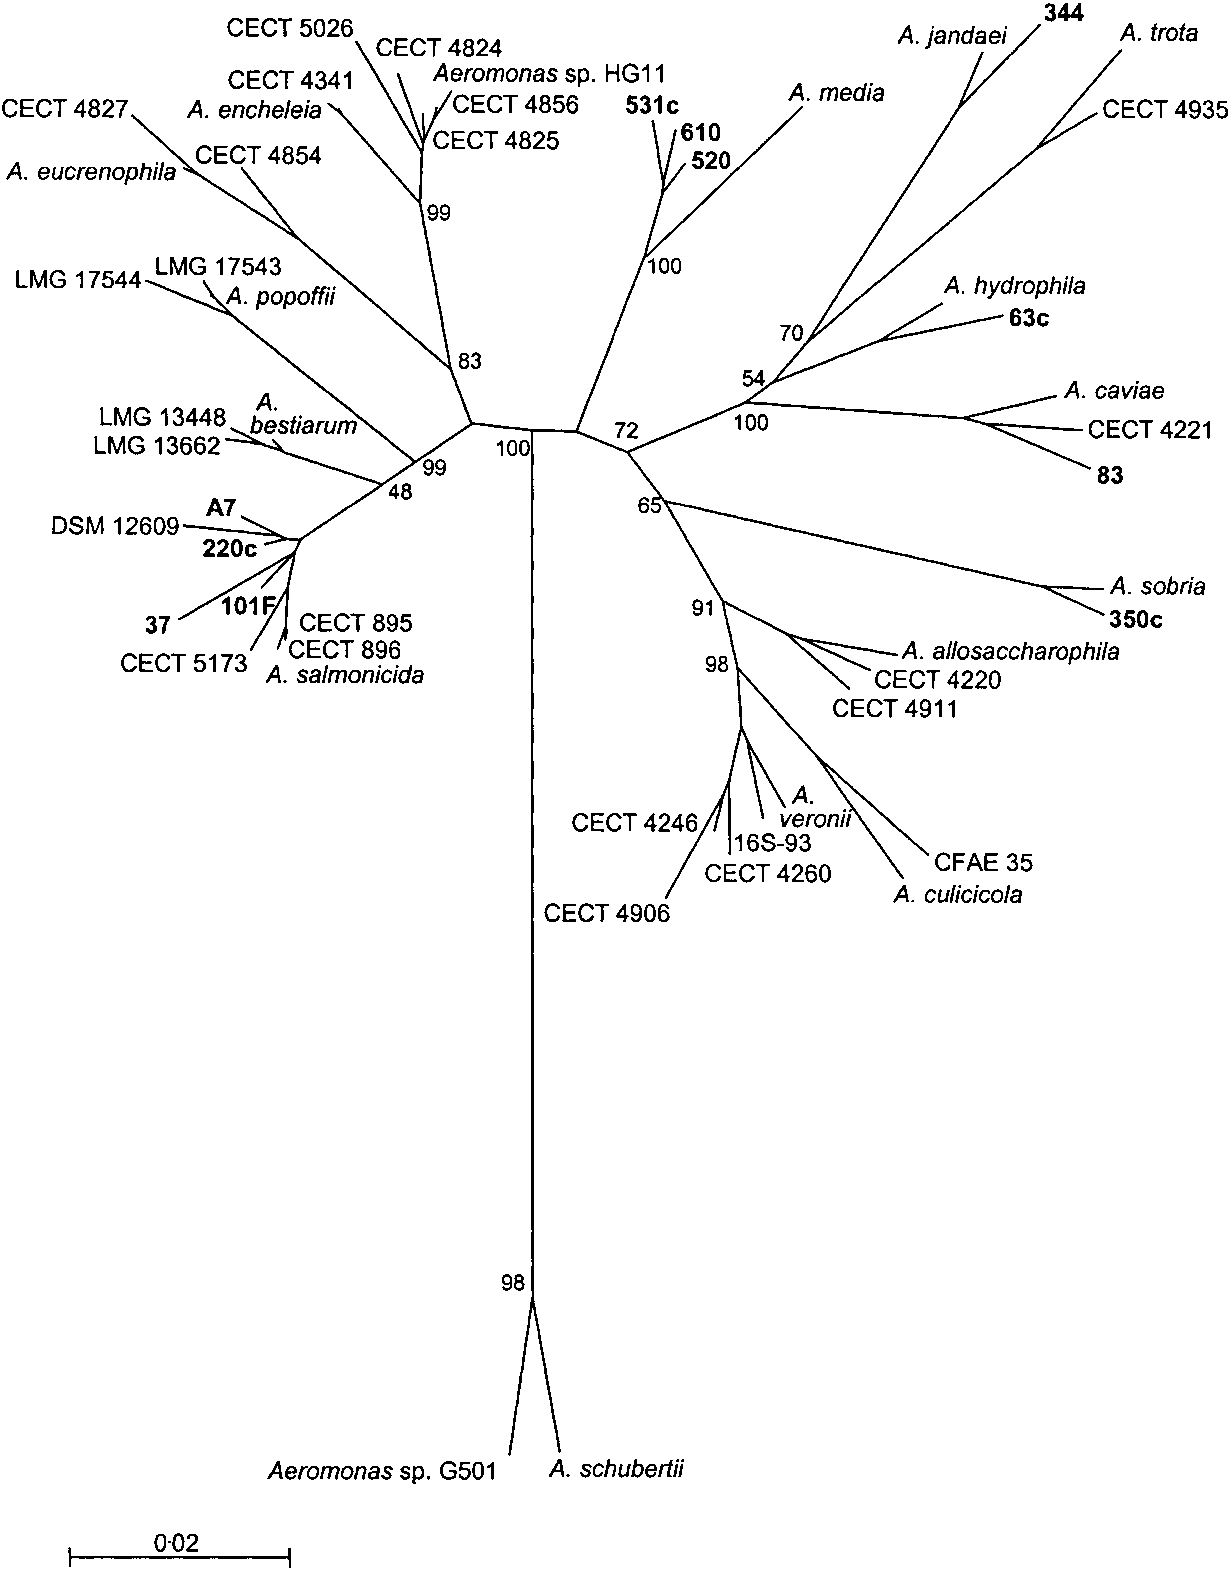 344
CECT 5026
A. jandaei
A. trota
CECT 4824
Aeromonas sp. HG11
CECT 4341
A. media
CECT 4827
A. encheleia
CECT 4856
531c
CECT 4935
610
CECT 4825
CECT 4854
520
A. eucrenophila
99
LMG 17543
100
LMG 17544
A. popoffii
A. hydrophila
63c
70
83
54
A. caviae
A.
bestiarum
LMG 13448
100
CECT 4221
LMG 13662
72
100
99
83
48
A7
65
DSM 12609
220c
A. sobria
101F
91
350c
37
CECT 895
CECT 896
A. allosaccharophila
CECT 5173
98
A. salmonicida
CECT 4220
CECT 4911
A.
veronii
CECT 4246
16S-93
CFAE 35
CECT 4260
A. culicicola
CECT 4906
98
Aeromonas sp. G501
A. schubertii
0·02